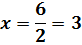 x = 6/2 = 3